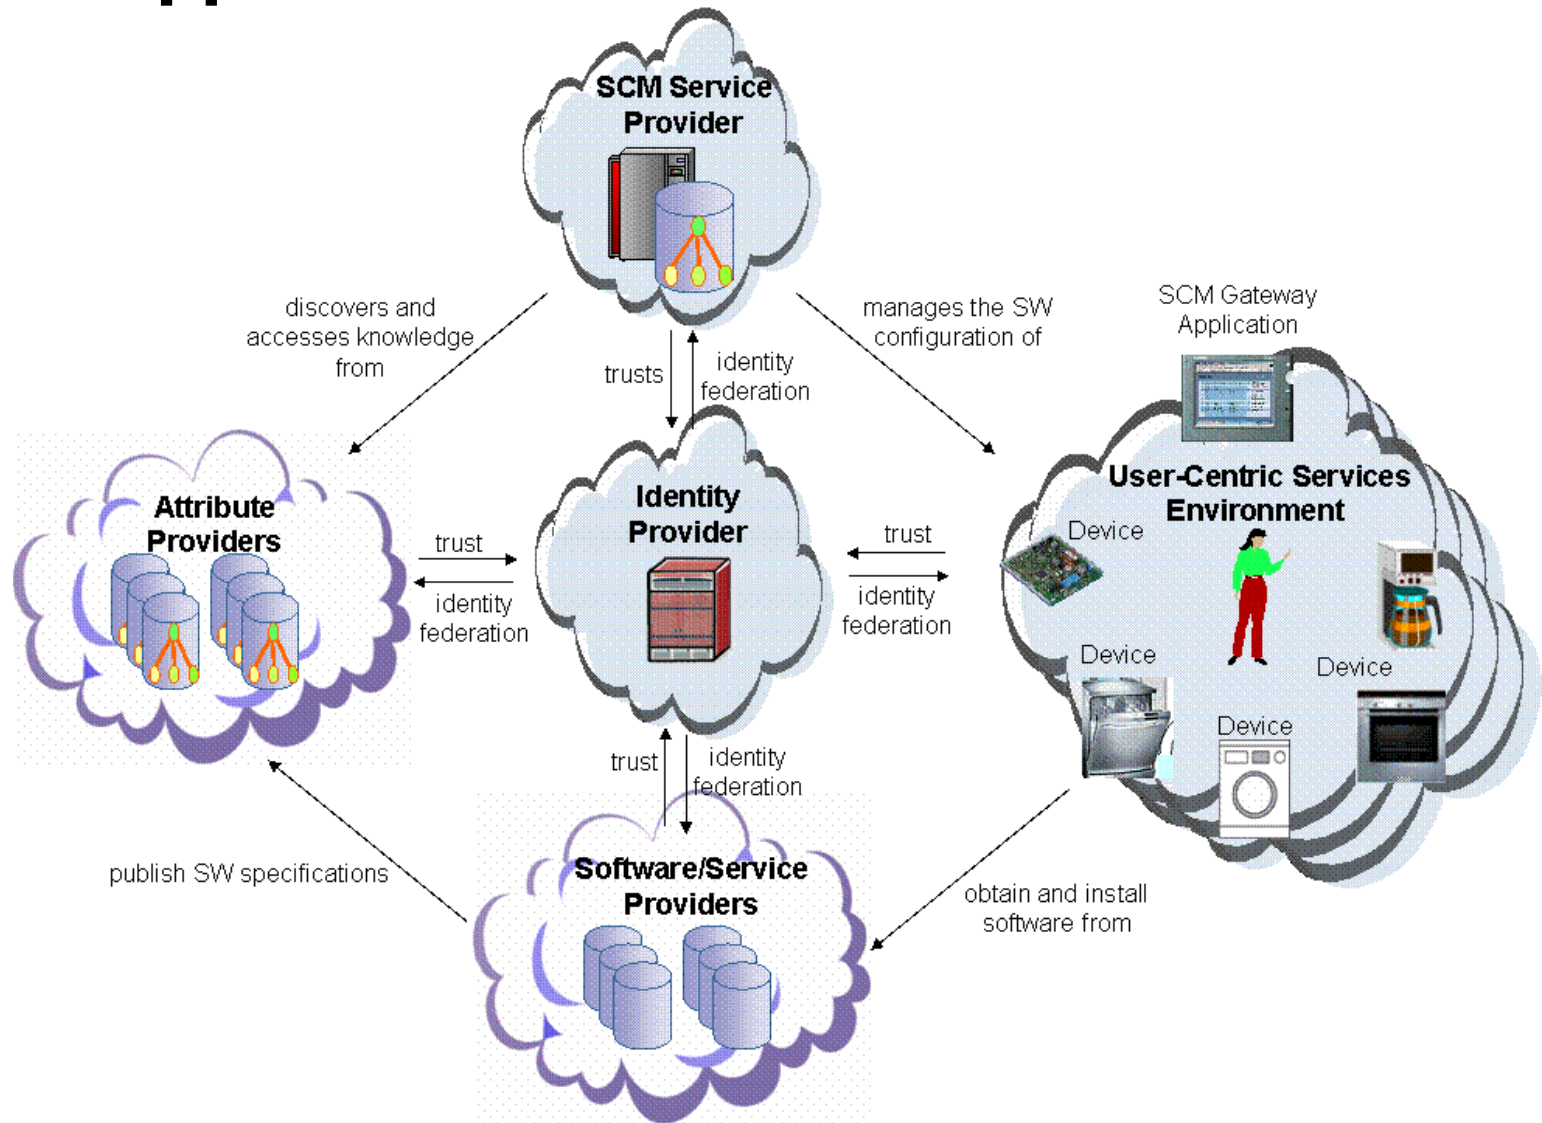 SCM Service
Provider
discovers and
accesses knowledge
from
manages the SW
configuration of
SCM Gateway
Application
trusts
identity
federation
Attribute
Providers
Identity
Provider
User-Centric Services
Environment
trust
identity
federation
trust
identity
federation
Device
Device
Device
Device
trust
identity
federation
publish SW specifications
Software/Service
Providers
obtain and install
software from